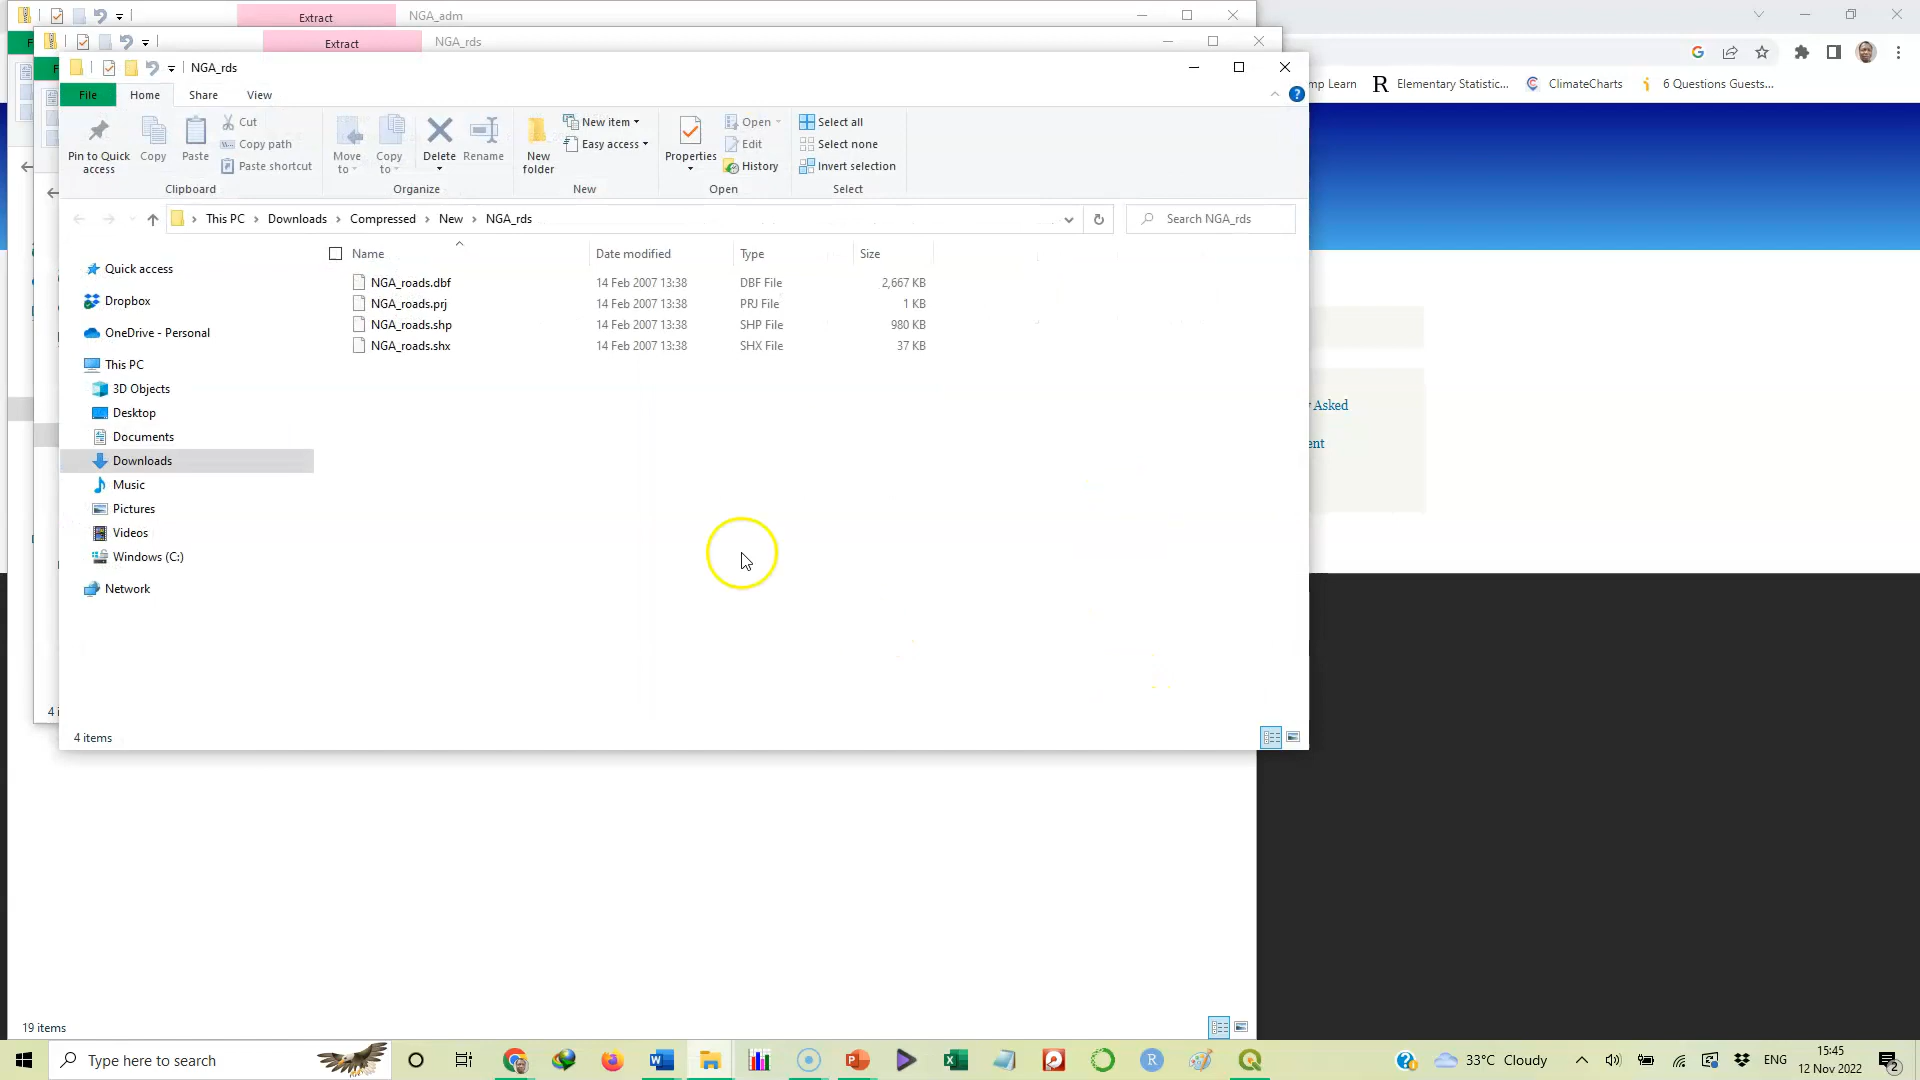 Extract
NGA_adm
Extract
NGA_rds
NGA_rds
File
Home
Share
View
mp Learn
Elementary Statistic...
ClimateCharts
6 Questions Guests...
Pin to Quick access
Copy
Paste
Cut
Copy path
Paste shortcut
Clipboard
Move to
Copy to
Delete
Rename
Organize
New folder
New item
Easy access
New
Properties
Open
Edit
History
Open
Select all
Select none
Invert selection
Select
This PC
Downloads
Compressed
New
NGA_rds
Search NGA_rds
Name
Date modified
Type
Size
NGA_roads.dbf 14 Feb 2007 13:38 DBF File 2,667 KB
NGA_roads.prj 14 Feb 2007 13:38 PRJ File 1 KB
NGA_roads.shp 14 Feb 2007 13:38 SHP File 980 KB
NGA_roads.shx 14 Feb 2007 13:38 SHX File 37 KB
Quick access
Dropbox
OneDrive - Personal
This PC
3D Objects
Desktop
Documents
Downloads
Music
Pictures
Videos
Windows (C:)
Network
Asked
ent
4 items
19 items
Type here to search
33°C Cloudy
ENG
15:45
12 Nov 2022
2